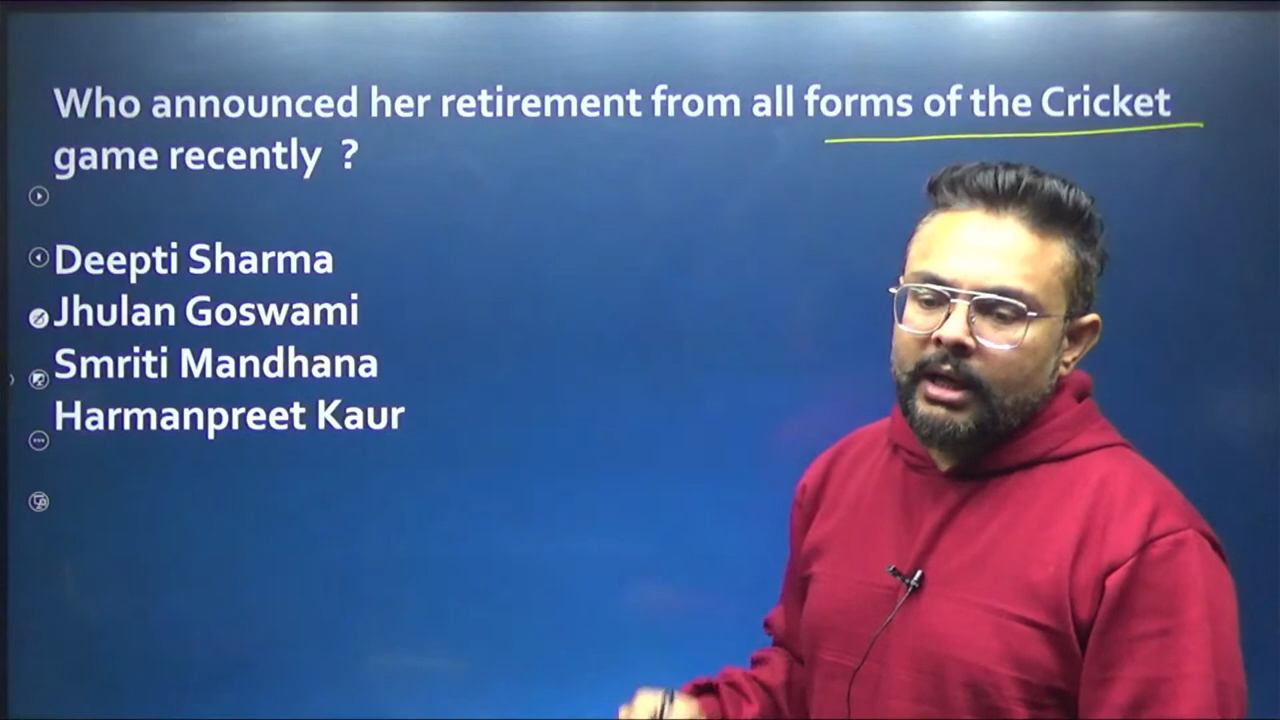 Who announced her retirement from all forms of the Cricket
game recently ?
Deepti Sharma
Jhulan Goswami
Smriti Mandhana
Harmanpreet Kaur